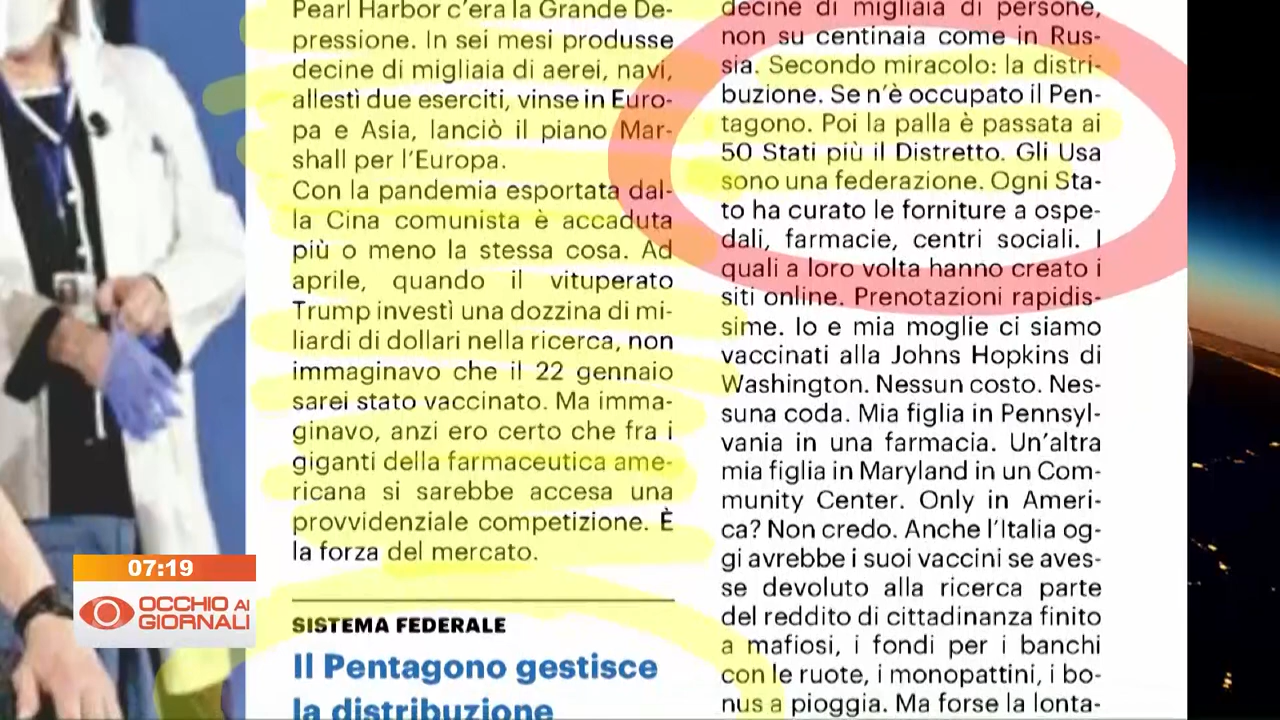 Pearl Harbor c'era la Grande De-
pressione. In sei mesi produsse
decine di migliaia di aerei, navi,
allestì due eserciti, vinse in Euro-
pa e Asia, lanciò il piano Mar-
shall per l'Europa.
Con la pandemia esportata dal-
la Cina comunista è accaduta
più o meno la stessa cosa. Ad
aprile, quando il vituperato
Trump investì una dozzina di mi-
liardi di dollari nella ricerca, non
immaginavo che il 22 gennaio
sarei stato vaccinato. Ma imma-
ginavo, anzi ero certo che fra i
giganti della farmaceutica ame-
ricana si sarebbe accesa una
provvidenziale competizione. È
la forza del mercato.
SISTEMA FEDERALE
Il Pentagono gestisce
la distribuzione
decine di migliaia di persone,
non su centinaia come in Rus-
sia. Secondo miracolo: la distri-
buzione. Se n'è occupato il Pen-
tagono. Poi la palla è passata ai
50 Stati più il Distretto. Gli Usa
sono una federazione. Ogni Sta-
to ha curato le forniture a ospe-
dali, farmacie, centri sociali. I
quali a loro volta hanno creato i
siti online. Prenotazioni rapidis-
sime. Io e mia moglie ci siamo
vaccinati alla Johns Hopkins di
Washington. Nessun costo. Nes-
suna coda. Mia figlia in Pennsyl-
vania in una farmacia. Un'altra
mia figlia in Maryland in un Com-
munity Center. Only in Ameri-
ca? Non credo. Anche l'Italia og-
gi avrebbe i suoi vaccini se aves-
se devoluto alla ricerca parte
del reddito di cittadinanza finito
a mafiosi, i fondi per i banchi
con le ruote, i monopattini, i bo-
nus a pioggia. Ma forse la lonta-
07:19
OCCHIO AI
GIORNALI